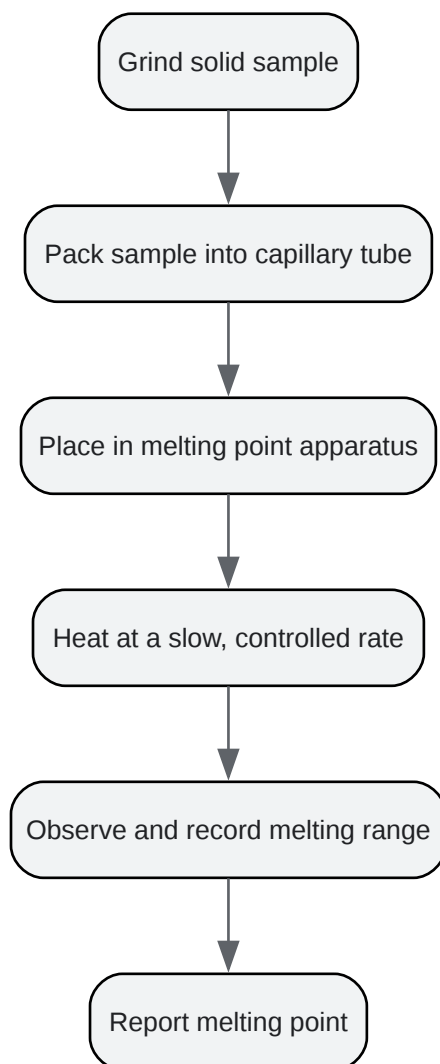 Grind solid sample
Pack sample into capillary tube
Place in melting point apparatus
Heat at a slow, controlled rate
Observe and record melting range
Report melting point